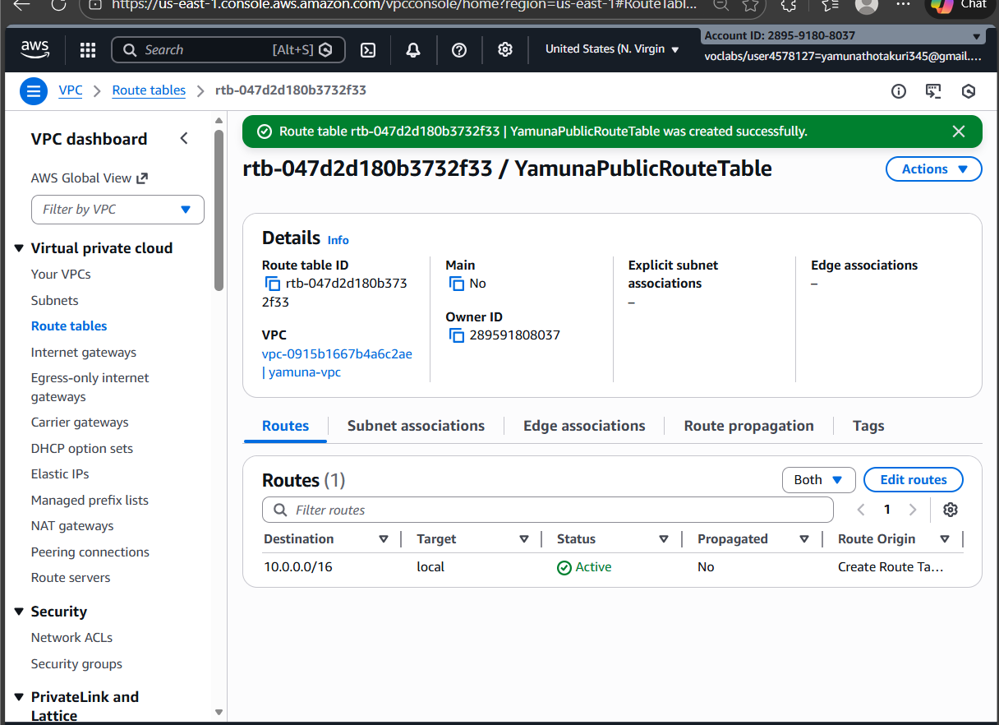 https://us-east-1.console.aws.amazon.com/vpcconsole/home?region=us-east-1#RouteTabl...
Chat
aws
Search [Alt+S]
United States (N. Virgin
Account ID: 2895-9180-8037
voclabs/user4578127=yamunathotakuri345@gmail....
VPC > Route tables > rtb-047d2d180b3732f33
VPC dashboard
AWS Global View
Filter by VPC
Virtual private cloud
Your VPCs
Subnets
Route tables
Internet gateways
Egress-only internet
gateways
Carrier gateways
DHCP option sets
Elastic IPs
Managed prefix lists
NAT gateways
Peering connections
Route servers
Security
Network ACLs
Security groups
PrivateLink and
Lattice
Route table rtb-047d2d180b3732f33 | YamunaPublicRouteTable was created successfully.
rtb-047d2d180b3732f33 / YamunaPublicRouteTable
Actions
Details Info
Route table ID
rtb-047d2d180b373
2f33
VPC
vpc-0915b1667b4a6c2ae
| yamuna-vpc
Main
No
Owner ID
289591808037
Explicit subnet
associations
–
Edge associations
–
Routes Subnet associations Edge associations Route propagation Tags
Routes (1)
Both Edit routes
Filter routes
1
Destination Target Status Propagated Route Origin
10.0.0.0/16 local Active No Create Route Ta...